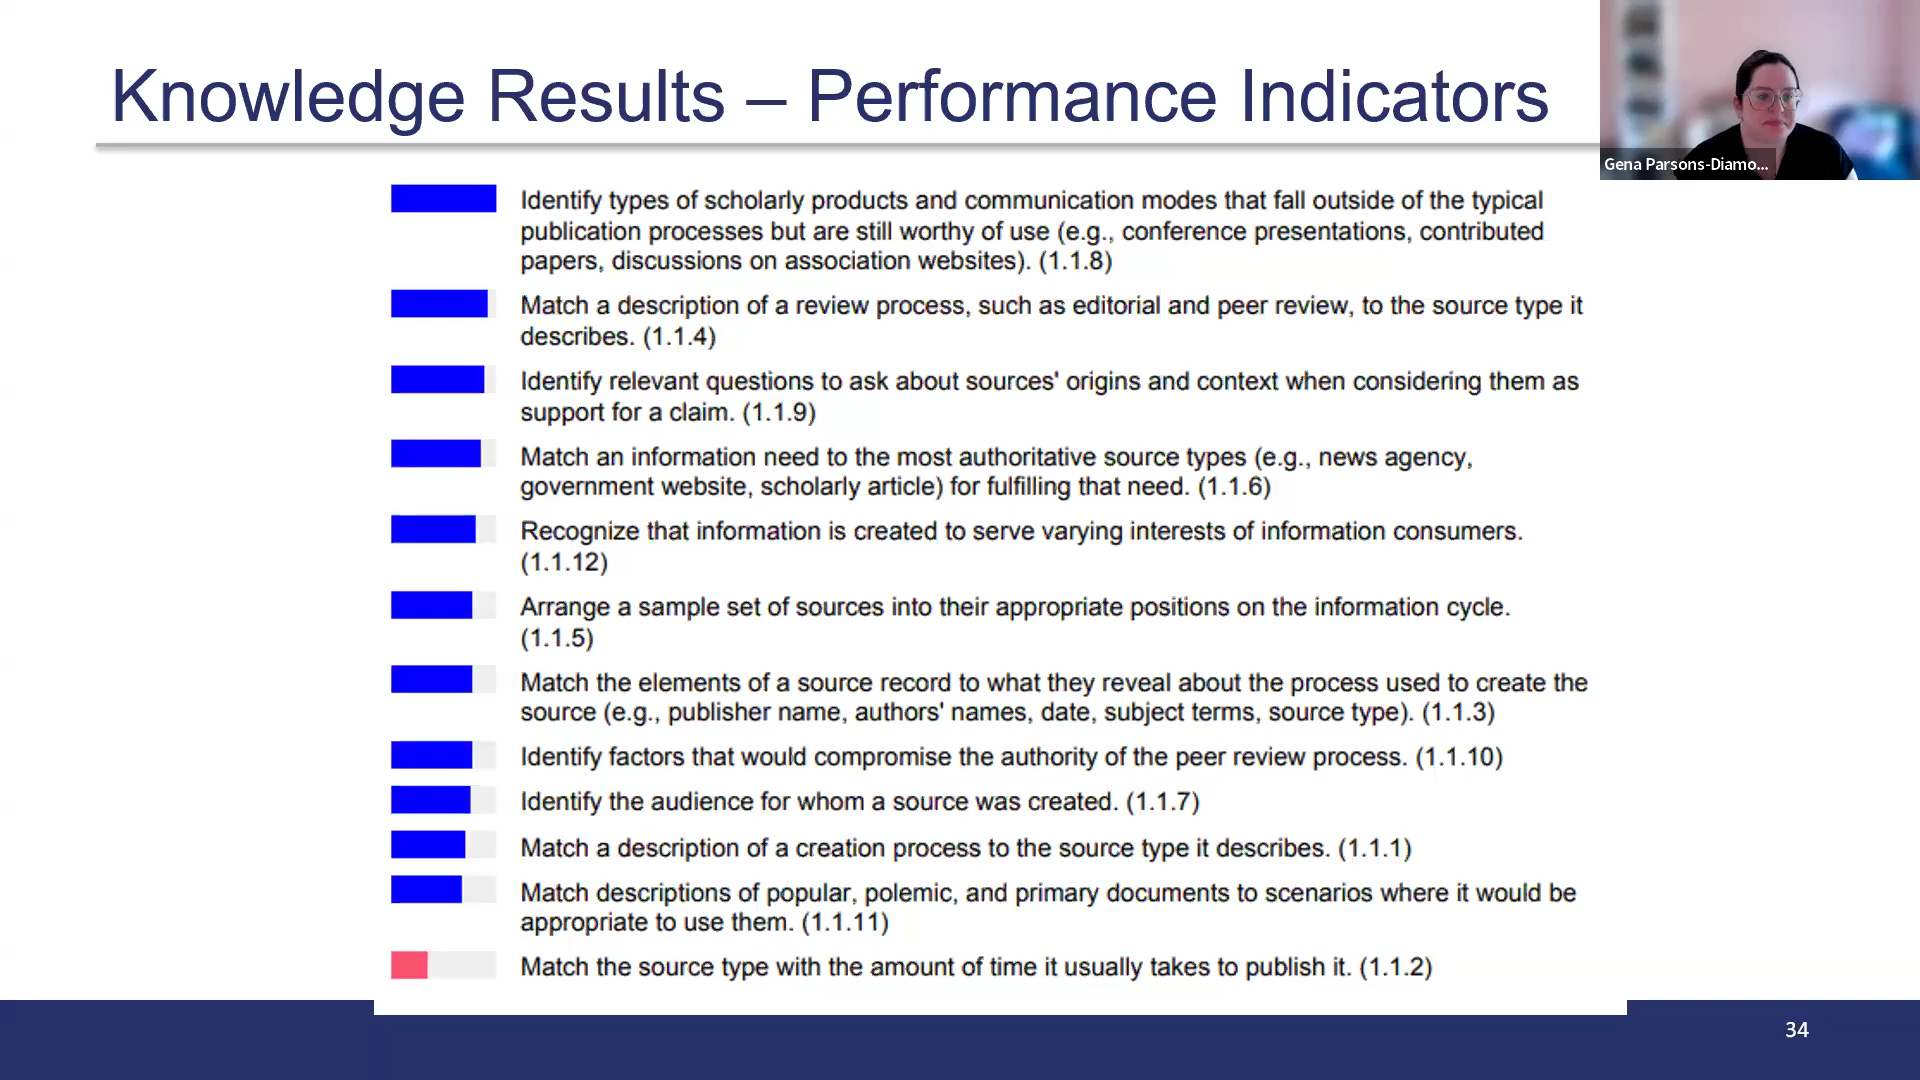 Knowledge Results – Performance Indicators
Gena Parsons-Diamo...
Identify types of scholarly products and communication modes that fall outside of the typical
publication processes but are still worthy of use (e.g., conference presentations, contributed
papers, discussions on association websites). (1.1.8)
Match a description of a review process, such as editorial and peer review, to the source type it
describes. (1.1.4)
Identify relevant questions to ask about sources' origins and context when considering them as
support for a claim. (1.1.9)
Match an information need to the most authoritative source types (e.g., news agency,
government website, scholarly article) for fulfilling that need. (1.1.6)
Recognize that information is created to serve varying interests of information consumers.
(1.1.12)
Arrange a sample set of sources into their appropriate positions on the information cycle.
(1.1.5)
Match the elements of a source record to what they reveal about the process used to create the
source (e.g., publisher name, authors' names, date, subject terms, source type). (1.1.3)
Identify factors that would compromise the authority of the peer review process. (1.1.10)
Identify the audience for whom a source was created. (1.1.7)
Match a description of a creation process to the source type it describes. (1.1.1)
Match descriptions of popular, polemic, and primary documents to scenarios where it would be
appropriate to use them. (1.1.11)
Match the source type with the amount of time it usually takes to publish it. (1.1.2)
34